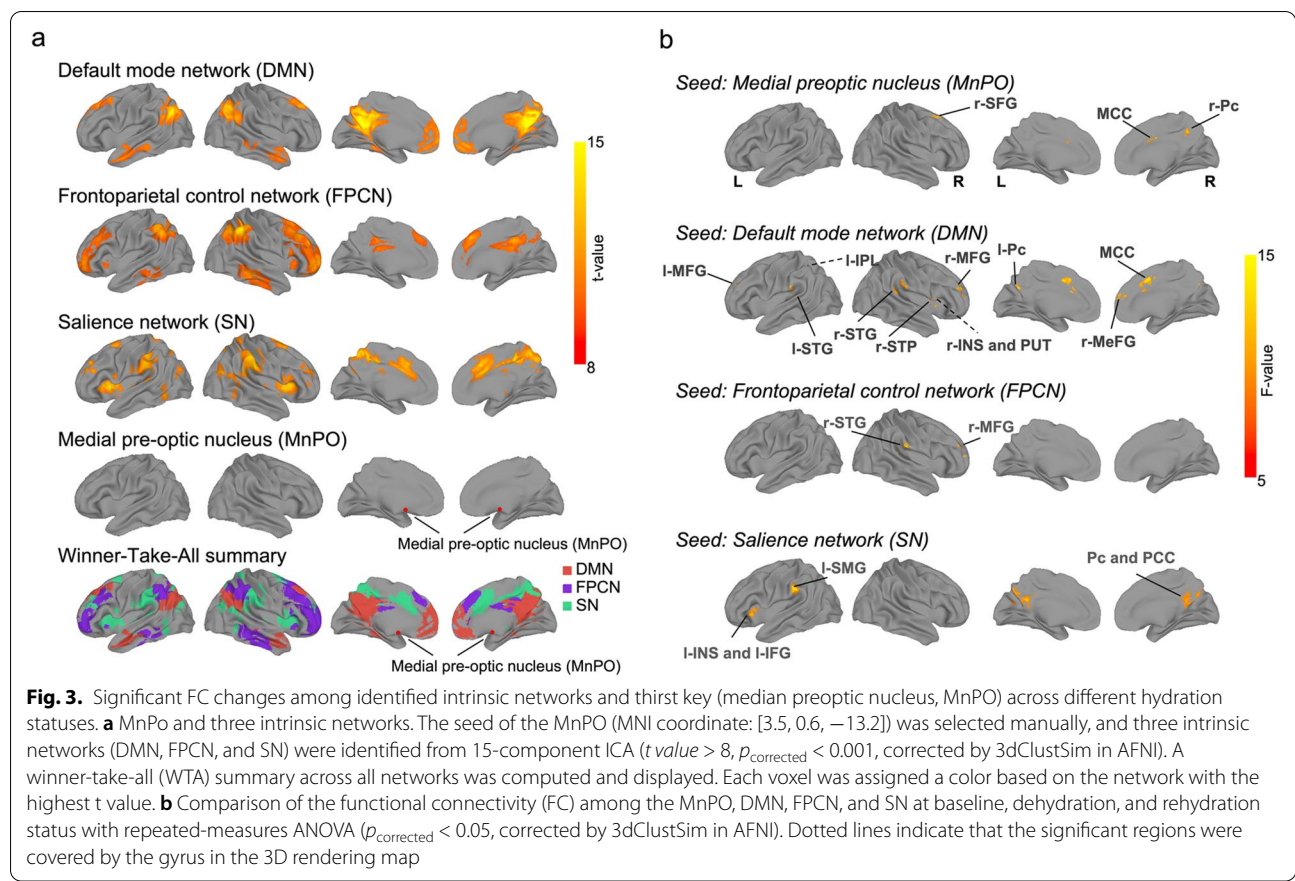 a
Default mode network (DMN)
Frontoparietal control network (FPCN)
Salience network (SN)
Medial pre-optic nucleus (MnPO)
Medial pre-optic nucleus (MnPO)
Winner-Take-All summary
DMN
FPCN
SN
Medial pre-optic nucleus (MnPO)
15
t-value
8
b
Seed: Medial preoptic nucleus (MnPO)
r-SFG
MCC
r-Pc
L
R
L
R
Seed: Default mode network (DMN)
l-MFG
l-IPL
r-MFG
l-Pc
MCC
l-STG
r-STG
r-STP
r-INS and PUT
r-MeFG
Seed: Frontoparietal control network (FPCN)
r-STG
r-MFG
Seed: Salience network (SN)
l-SMG
Pc and PCC
l-INS and l-IFG
15
F-value
5
Fig. 3. Significant FC changes among identified intrinsic networks and thirst key (median preoptic nucleus, MnPO) across different hydration
statuses. a MnPo and three intrinsic networks. The seed of the MnPO (MNI coordinate: [3.5, 0.6, −13.2]) was selected manually, and three intrinsic
networks (DMN, FPCN, and SN) were identified from 15-component ICA (t value > 8, pcorrected < 0.001, corrected by 3dClustSim in AFNI). A
winner-take-all (WTA) summary across all networks was computed and displayed. Each voxel was assigned a color based on the network with the
highest t value. b Comparison of the functional connectivity (FC) among the MnPO, DMN, FPCN, and SN at baseline, dehydration, and rehydration
status with repeated-measures ANOVA (pcorrected < 0.05, corrected by 3dClustSim in AFNI). Dotted lines indicate that the significant regions were
covered by the gyrus in the 3D rendering map